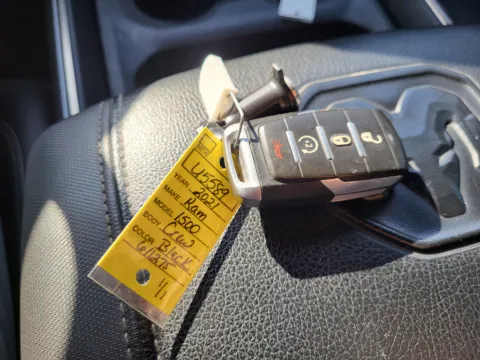 U5589
YEAR 2021
MAKE Ram
MODEL 1500
BODY Crew
COLOR Black